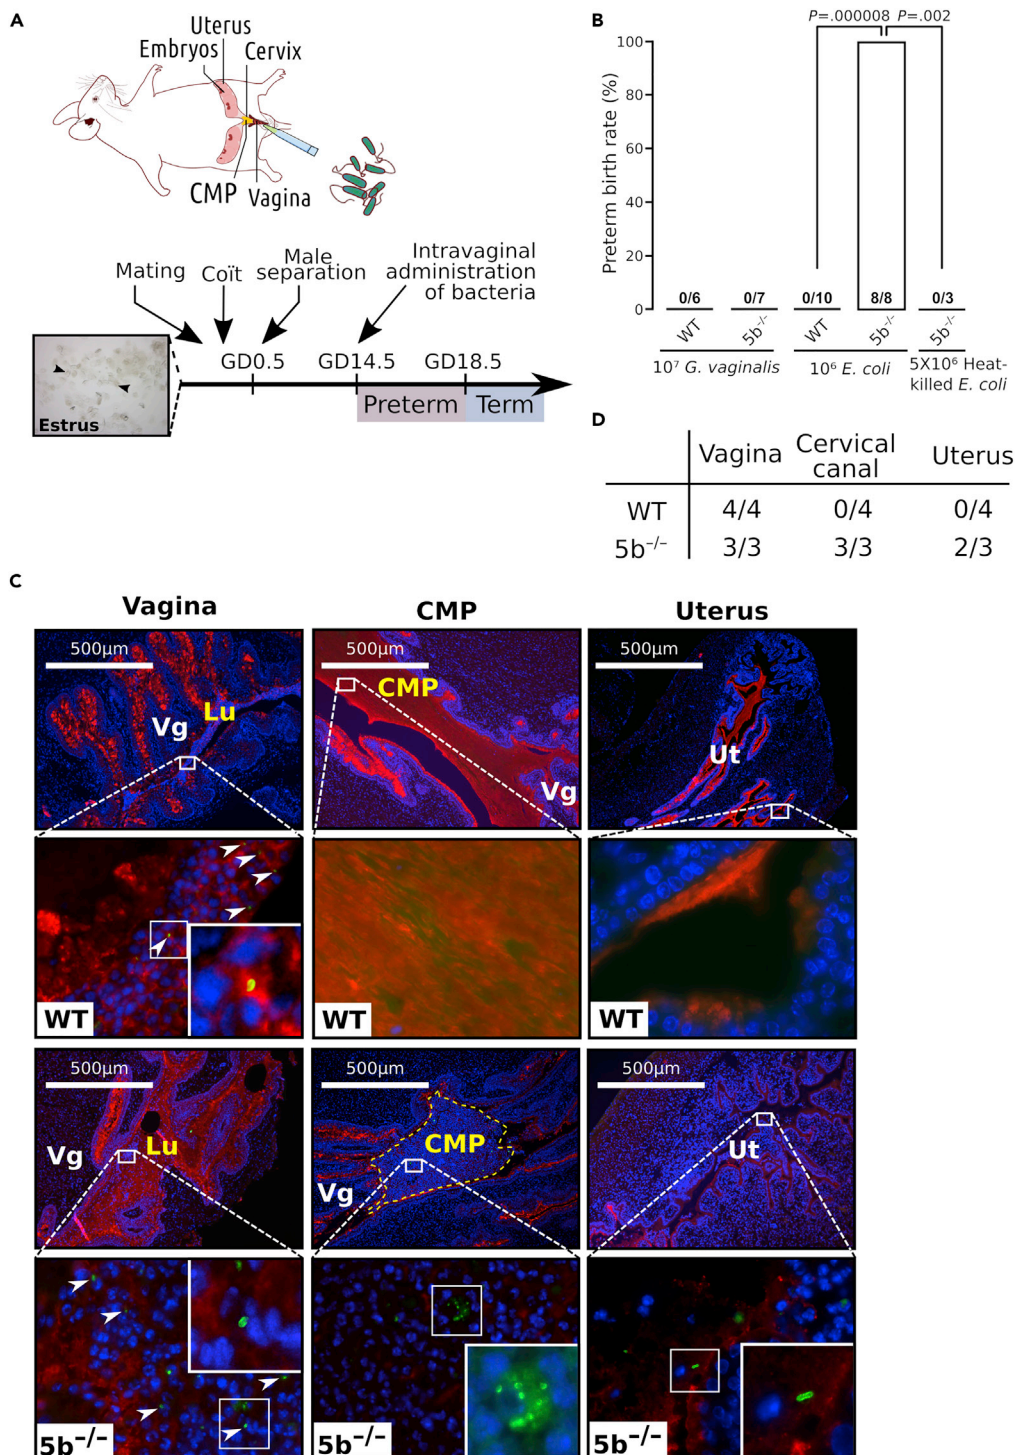 A
Uterus
Embryos
Cervix
CMP
Vagina
Mating
Coït
Male
separation
Intravaginal
administration
of bacteria
GD0.5
GD14.5
GD18.5
Preterm
Term
Estrus
B
P=.000008
P=.002
Preterm birth rate (%)
100
80
60
40
20
0
0/6
0/7
0/10
8/8
0/3
WT
5b⁻/⁻
WT
5b⁻/⁻
5b⁻/⁻
10⁷ G. vaginalis
10⁶ E. coli
5X10⁶ Heat-
killed E. coli
D
Vagina
Cervical
canal
Uterus
WT 4/4 0/4 0/4
5b⁻/⁻ 3/3 3/3 2/3
C
Vagina
CMP
Uterus
500µm
Vg
Lu
500µm
CMP
Vg
500µm
Ut
WT
WT
WT
500µm
Vg
Lu
500µm
CMP
Vg
500µm
Ut
5b⁻/⁻
5b⁻/⁻
5b⁻/⁻